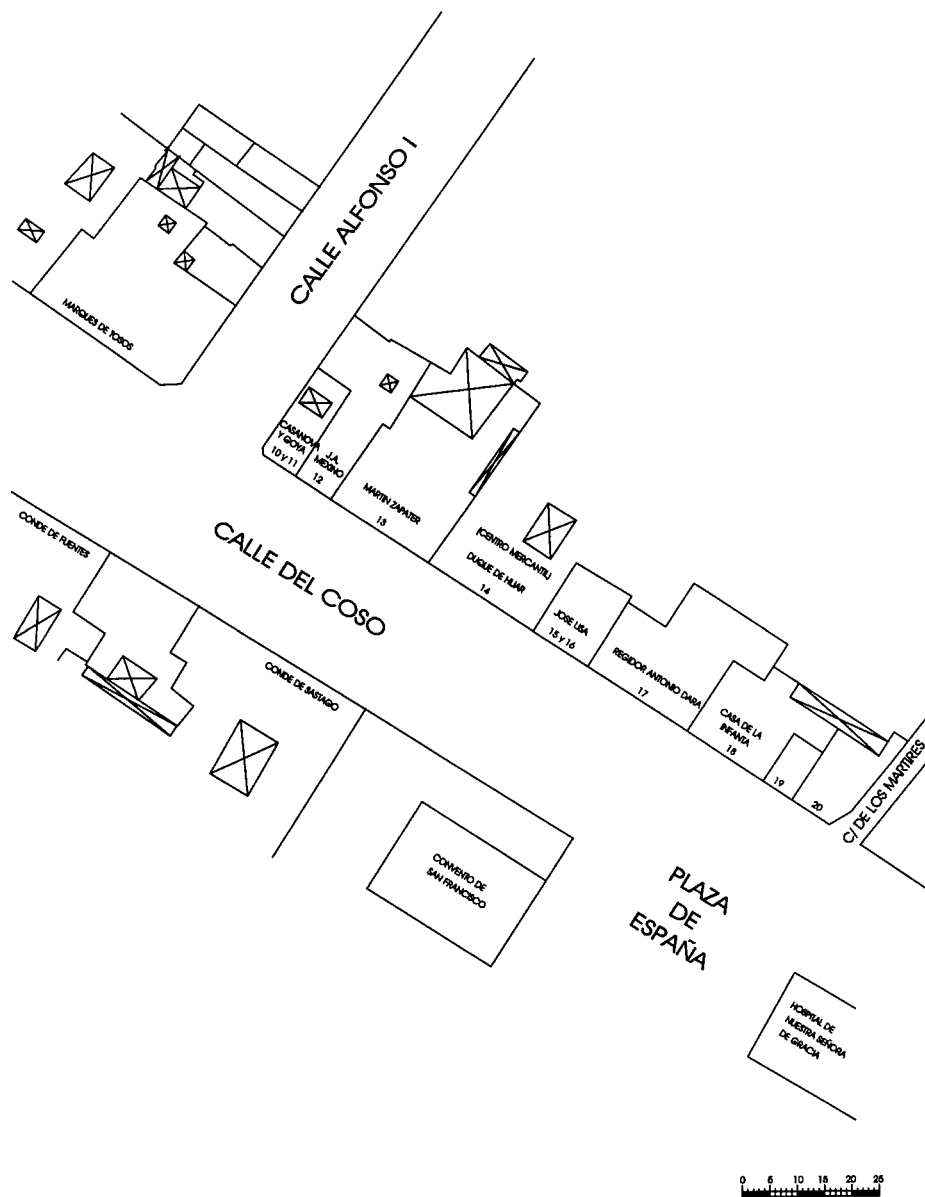 CALLE ALFONSO I
MARQUES DE TOSOS
CASANOVA
Y GOYA
10 y 11
J.A.
MERINO
12
MARTIN ZAPATER
13
(CENTRO MERCANTIL)
DUQUE DE HIJAR
14
JOSE LISA
15 y 16
REGIDOR ANTONIO DARA
17
CASA DE LA
INFANTA
18
19
20
C/ DE LOS MARTIRES
CONDE DE FUENTES
CALLE DEL COSO
CONDE DE SASTAGO
CONVENTO DE
SAN FRANCISCO
PLAZA
DE
ESPAÑA
HOSPITAL DE
NUESTRA SEÑORA
DE GRACIA
0 5 10 15 20 25